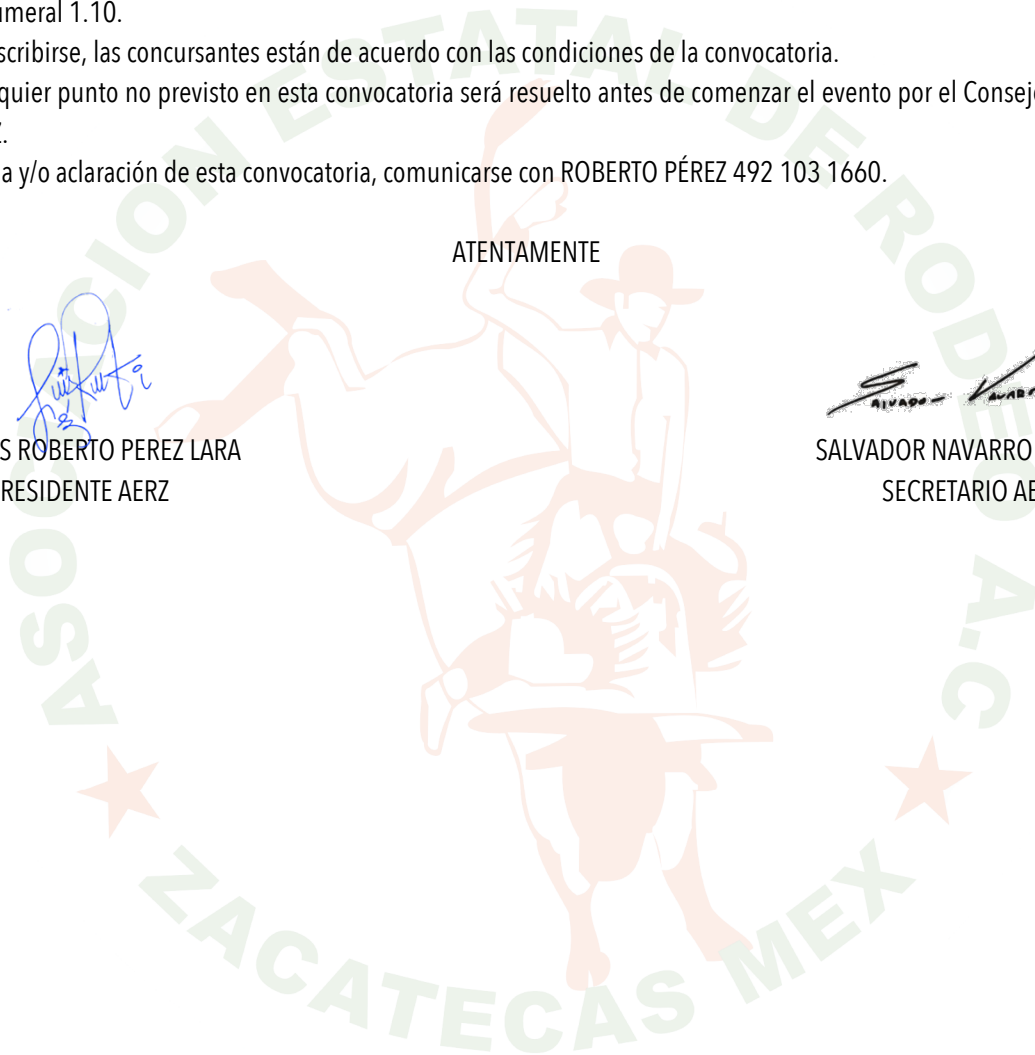 umeral 1.10.
scribirse, las concursantes están de acuerdo con las condiciones de la convocatoria.
quier punto no previsto en esta convocatoria será resuelto antes de comenzar el evento por el Consej
Z.
a y/o aclaración de esta convocatoria, comunicarse con ROBERTO PÉREZ 492 103 1660.
ATENTAMENTE
S ROBERTO PEREZ LARA
SALVADOR NAVARRO
RESIDENTE AERZ
SECRETARIO AE
ASOCIACION ESTATAL DE RODEO A.C
ZACATECAS MEX